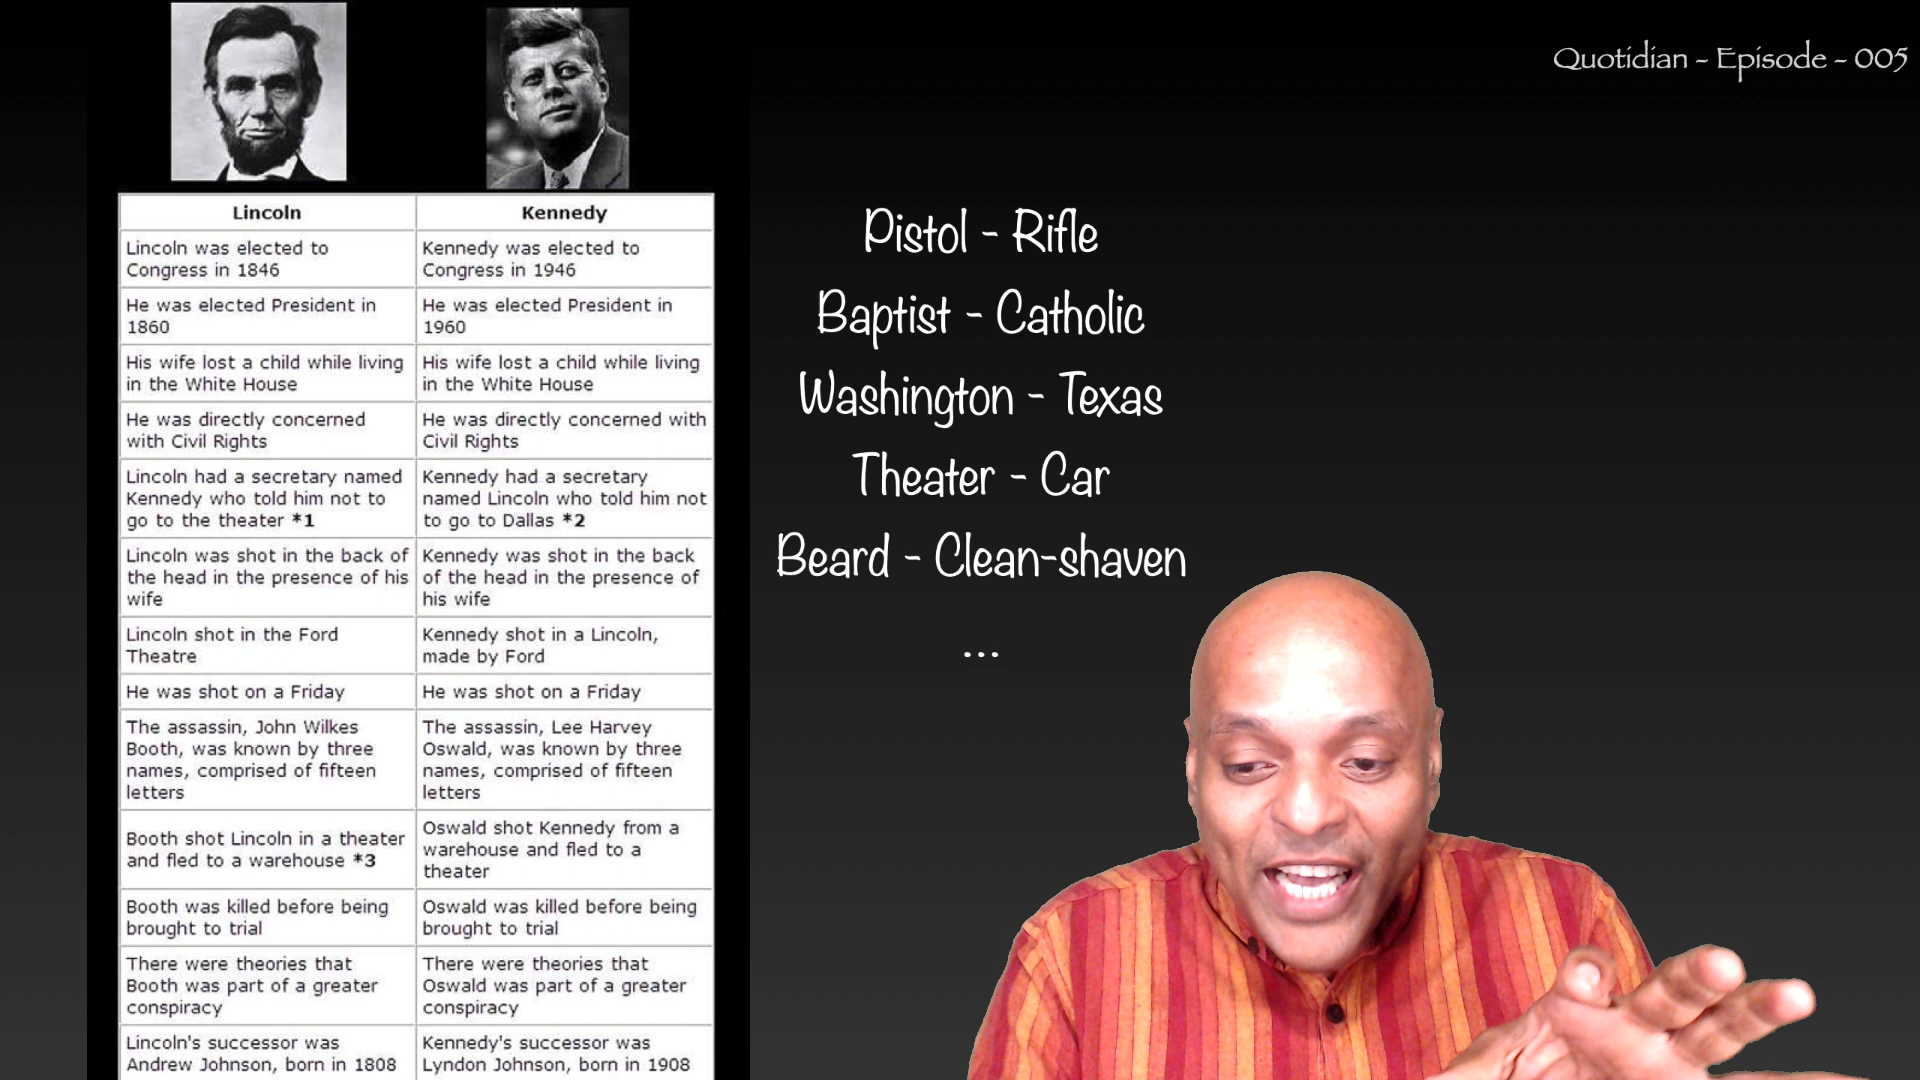 Quotidian - Episode - 005
Lincoln
Kennedy
Lincoln was elected to
Congress in 1846
Kennedy was elected to
Congress in 1946
He was elected President in
1860
He was elected President in
1960
His wife lost a child while living
in the White House
His wife lost a child while living
in the White House
He was directly concerned
with Civil Rights
He was directly concerned with
Civil Rights
Lincoln had a secretary named
Kennedy who told him not to
go to the theater *1
Kennedy had a secretary
named Lincoln who told him not
to go to Dallas *2
Lincoln was shot in the back of
the head in the presence of his
wife
Kennedy was shot in the back
of the head in the presence of
his wife
Lincoln shot in the Ford
Theatre
Kennedy shot in a Lincoln,
made by Ford
He was shot on a Friday
He was shot on a Friday
The assassin, John Wilkes
Booth, was known by three
names, comprised of fifteen
letters
The assassin, Lee Harvey
Oswald, was known by three
names, comprised of fifteen
letters
Booth shot Lincoln in a theater
and fled to a warehouse *3
Oswald shot Kennedy from a
warehouse and fled to a
theater
Booth was killed before being
brought to trial
Oswald was killed before being
brought to trial
There were theories that
Booth was part of a greater
conspiracy
There were theories that
Oswald was part of a greater
conspiracy
Lincoln's successor was
Andrew Johnson, born in 1808
Kennedy's successor was
Lyndon Johnson, born in 1908
Pistol - Rifle
Baptist - Catholic
Washington - Texas
Theater - Car
Beard - Clean-shaven
...